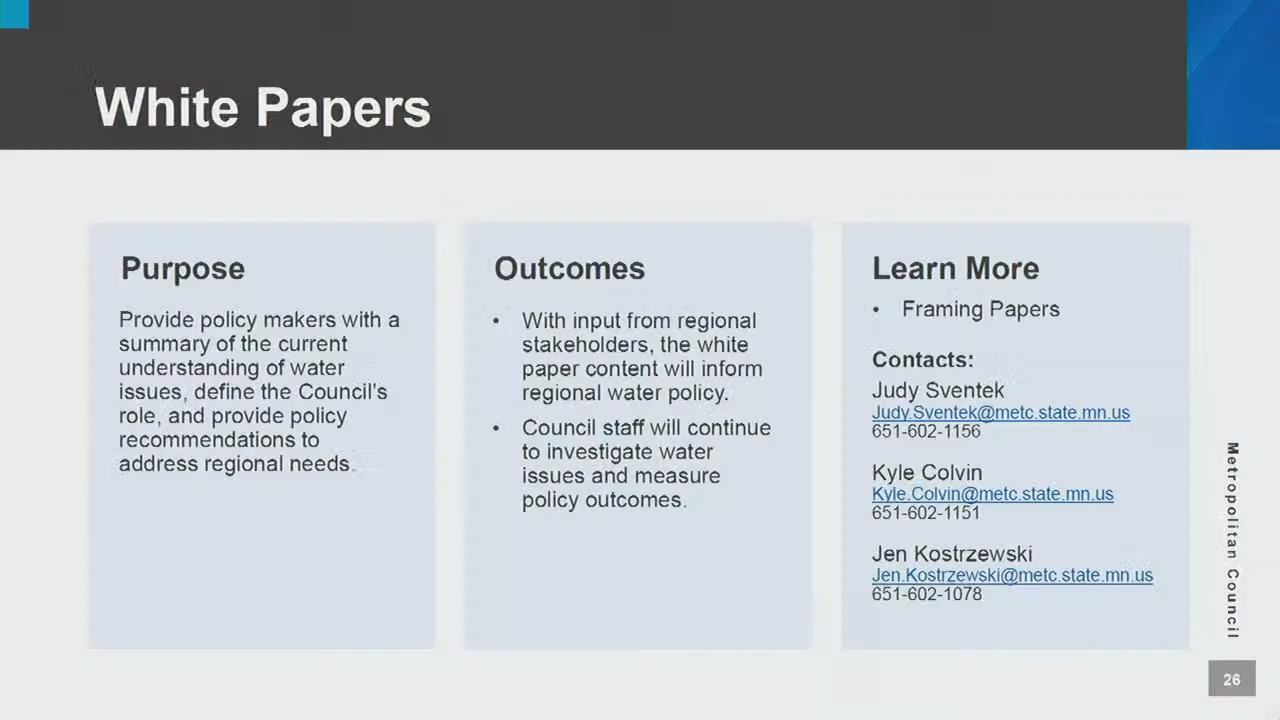 White Papers
Purpose
Provide policy makers with a
summary of the current
understanding of water
issues, define the Council's
role, and provide policy
recommendations to
address regional needs.
Outcomes
• With input from regional
stakeholders, the white
paper content will inform
regional water policy.
• Council staff will continue
to investigate water
issues and measure
policy outcomes.
Learn More
• Framing Papers
Contacts:
Judy Sventek
Judy.Sventek@metc.state.mn.us
651-602-1156
Kyle Colvin
Kyle.Colvin@metc.state.mn.us
651-602-1151
Jen Kostrzewski
Jen.Kostrzewski@metc.state.mn.us
651-602-1078
Metropolitan Council
26